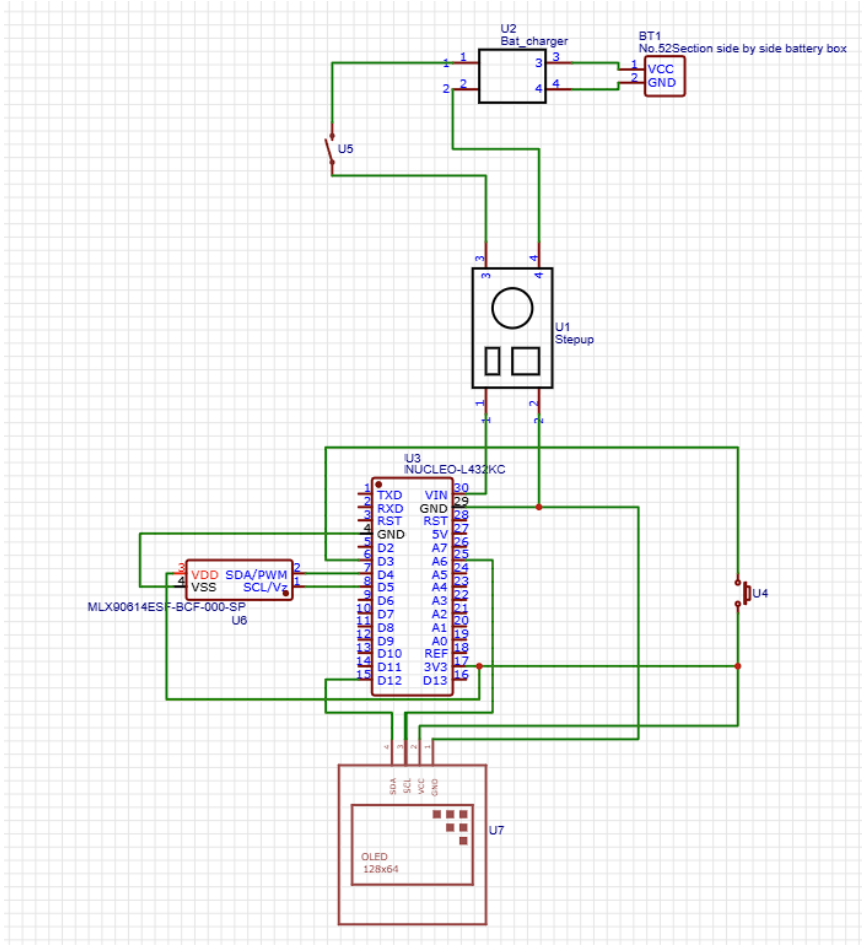 U2
Bat_charger
BT1
No.52Section side by side battery box
1 1 3 3
2 2 4 4
1 VCC
2 GND
U5
3 4
3 4
U1
Stepup
1 2
1 2
U3
NUCLEO-L432KC
1 TXD VIN 30
2 RXD GND 29
3 RST RST 28
4 GND 5V 27
5 D2 A7 26
6 D3 A6 25
7 D4 A5 24
8 D5 A4 23
9 D6 A3 22
10 D7 A2 21
11 D8 A1 20
12 D9 A0 19
13 D10 REF 18
14 D11 3V3 17
15 D12 D13 16
3 VDD SDA/PWM 2
4 VSS SCL/Vz 1
MLX90614ESF-BCF-000-SP
U6
U4
4 3 2 1
SDA SCL VCC GND
U7
OLED
128x64